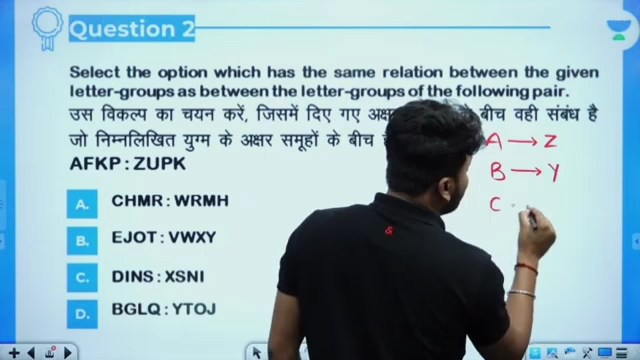 Question 2
Select the option which has the same relation between the given
letter-groups as between the letter-groups of the following pair.
उस विकल्प का चयन करें, जिसमें दिए गए बीच वही संबंध है
जो निम्नलिखित युग्म के अक्षर समूहों के बीच
AFKP : ZUPK
A. CHMR : WRMH
B. EJOT : VWXY
C. DINS : XSNI
D. BGLQ : YTOJ
A → Z
B → Y
C